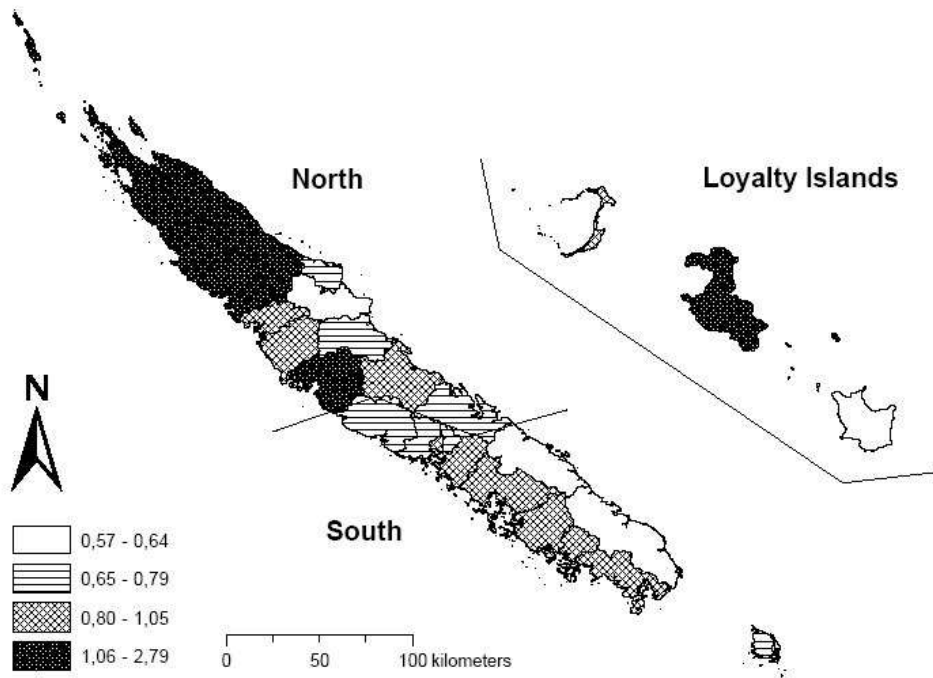 North
Loyalty Islands
N
South
0,57 - 0,64
0,65 - 0,79
0,80 - 1,05
1,06 - 2,79
0 50 100 kilometers